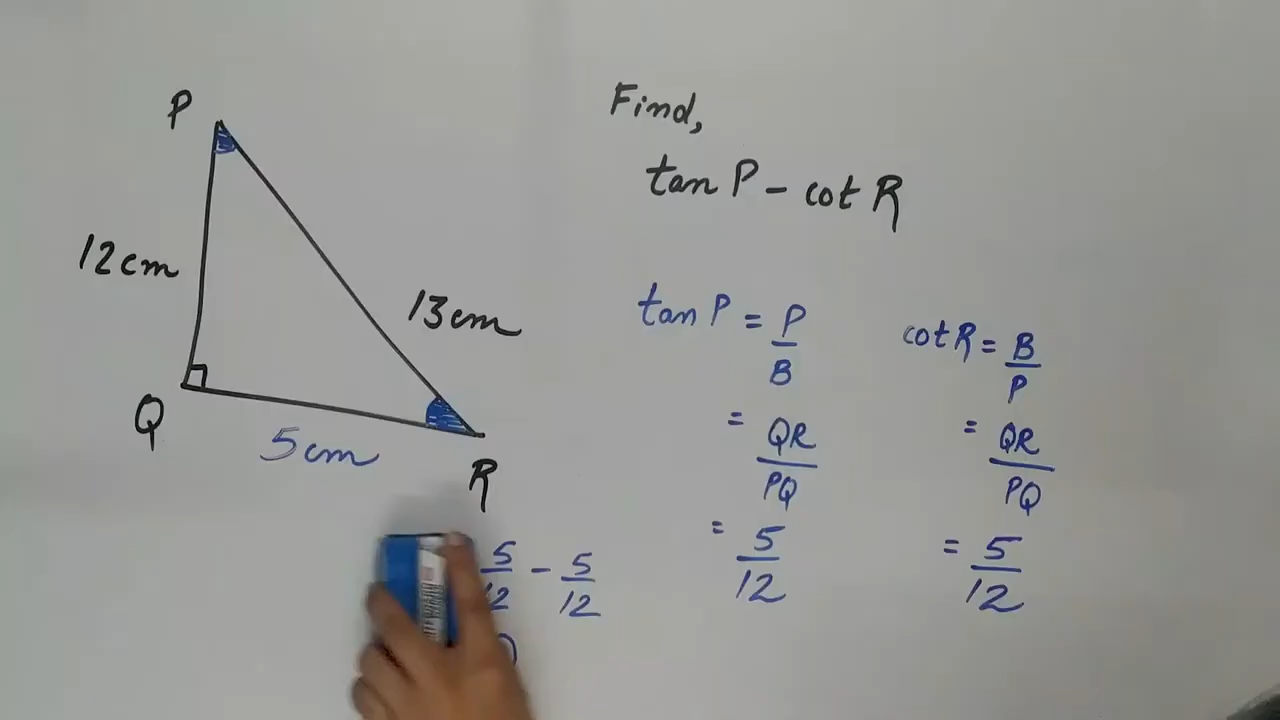 P
12cm
13cm
Q
5cm
R
Find,
tan P - cot R
tan P = P/B
= QR/PQ
= 5/12
cot R = B/P
= QR/PQ
= 5/12
5/12 - 5/12